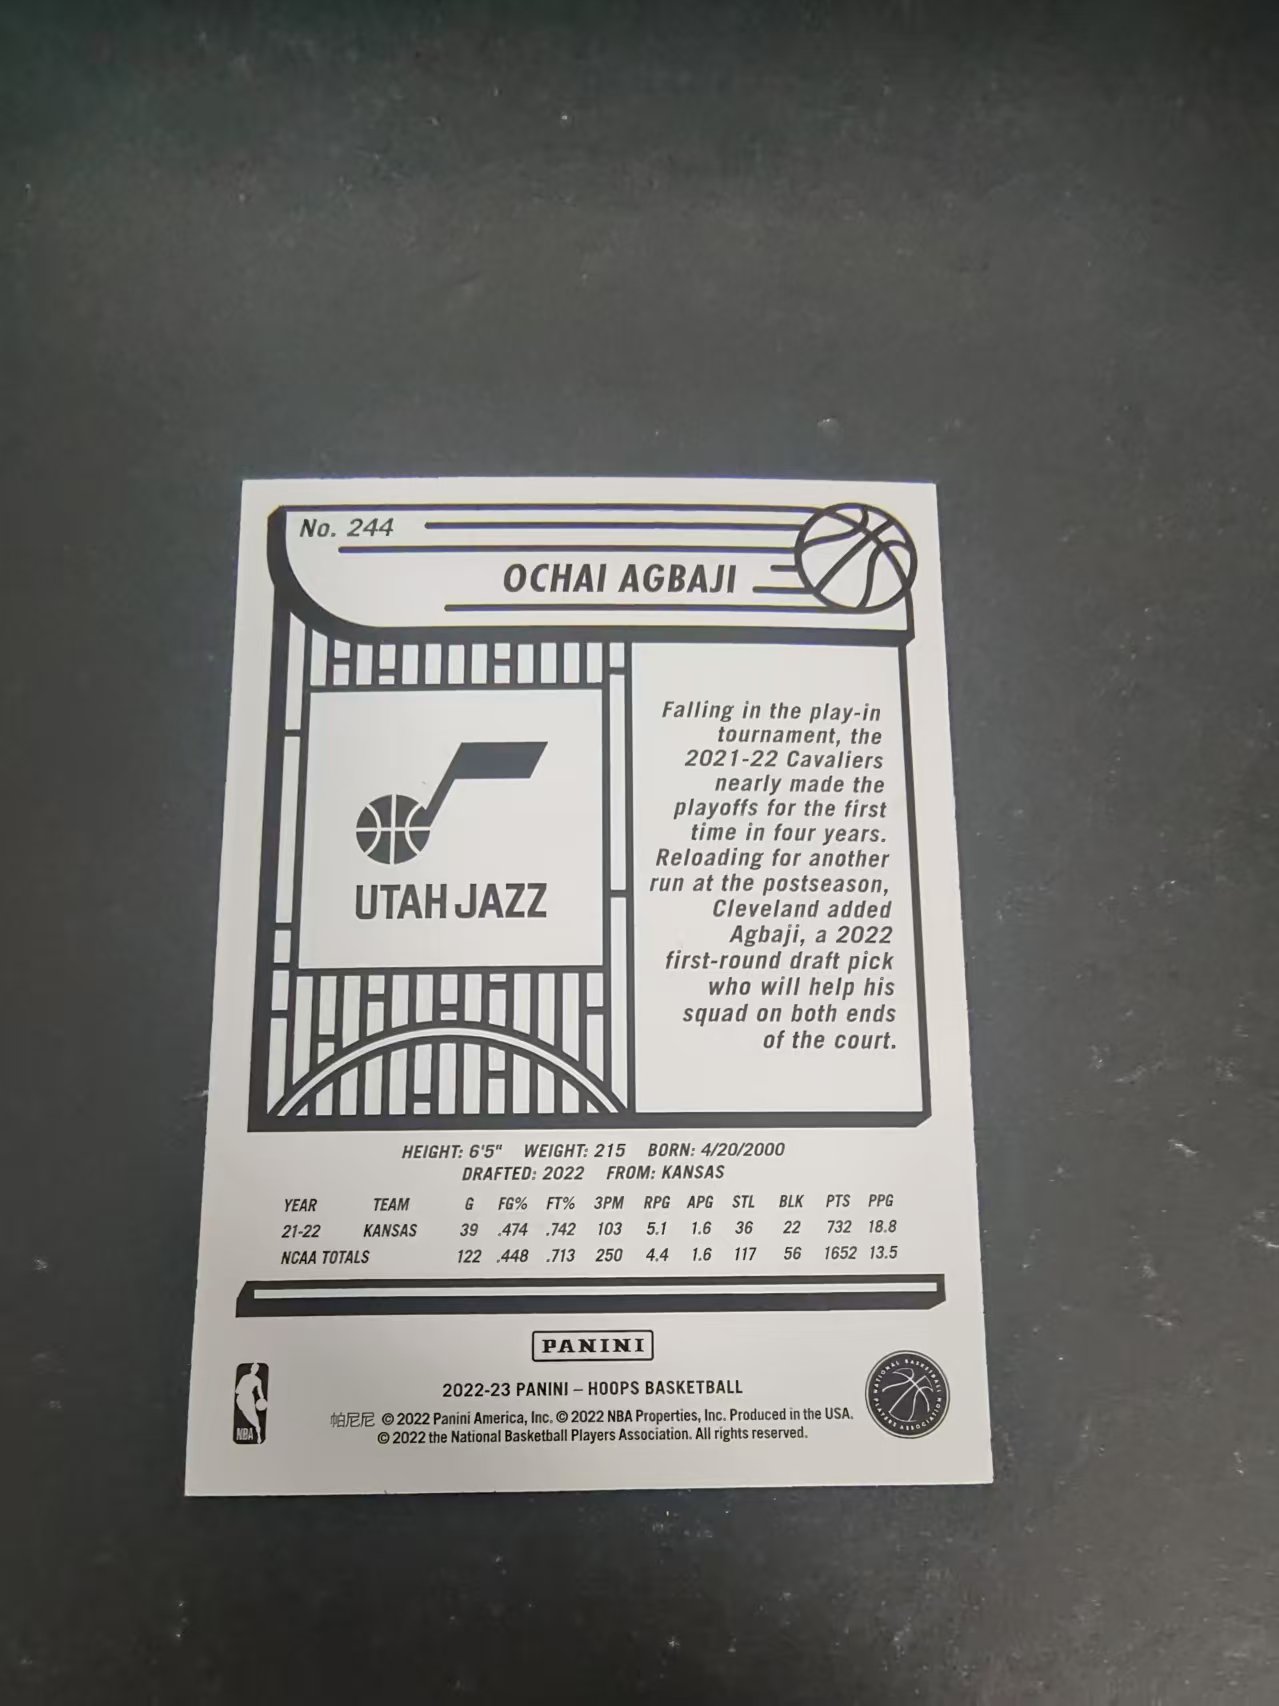 No. 244
OCHAI AGBAJI
UTAH JAZZ
Falling in the play-in
tournament, the
2021-22 Cavaliers
nearly made the
playoffs for the first
time in four years.
Reloading for another
run at the postseason,
Cleveland added
Agbaji, a 2022
first-round draft pick
who will help his
squad on both ends
of the court.
HEIGHT: 6'5" WEIGHT: 215 BORN: 4/20/2000
DRAFTED: 2022 FROM: KANSAS
YEAR TEAM G FG% FT% 3PM RPG APG STL BLK PTS PPG
21-22 KANSAS 39 .474 .742 103 5.1 1.6 36 22 732 18.8
NCAA TOTALS 122 .448 .713 250 4.4 1.6 117 56 1652 13.5
PANINI
2022-23 PANINI – HOOPS BASKETBALL
帕尼尼 © 2022 Panini America, Inc. © 2022 NBA Properties, Inc. Produced in the USA.
© 2022 the National Basketball Players Association. All rights reserved.
NBA
NATIONAL BASKETBALL
PLAYERS ASSOCIATION